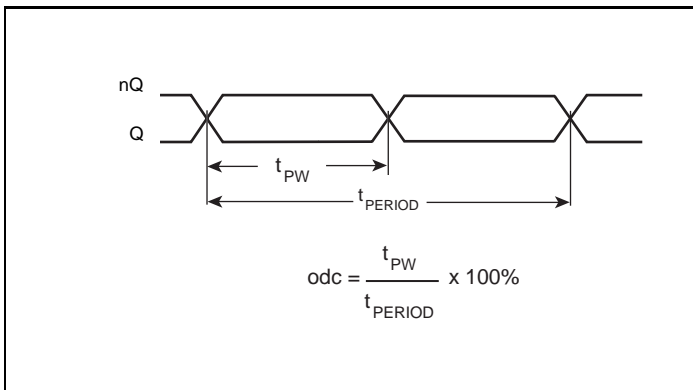 nQ
Q
tPW
tPERIOD
odc = tPW / tPERIOD x 100%